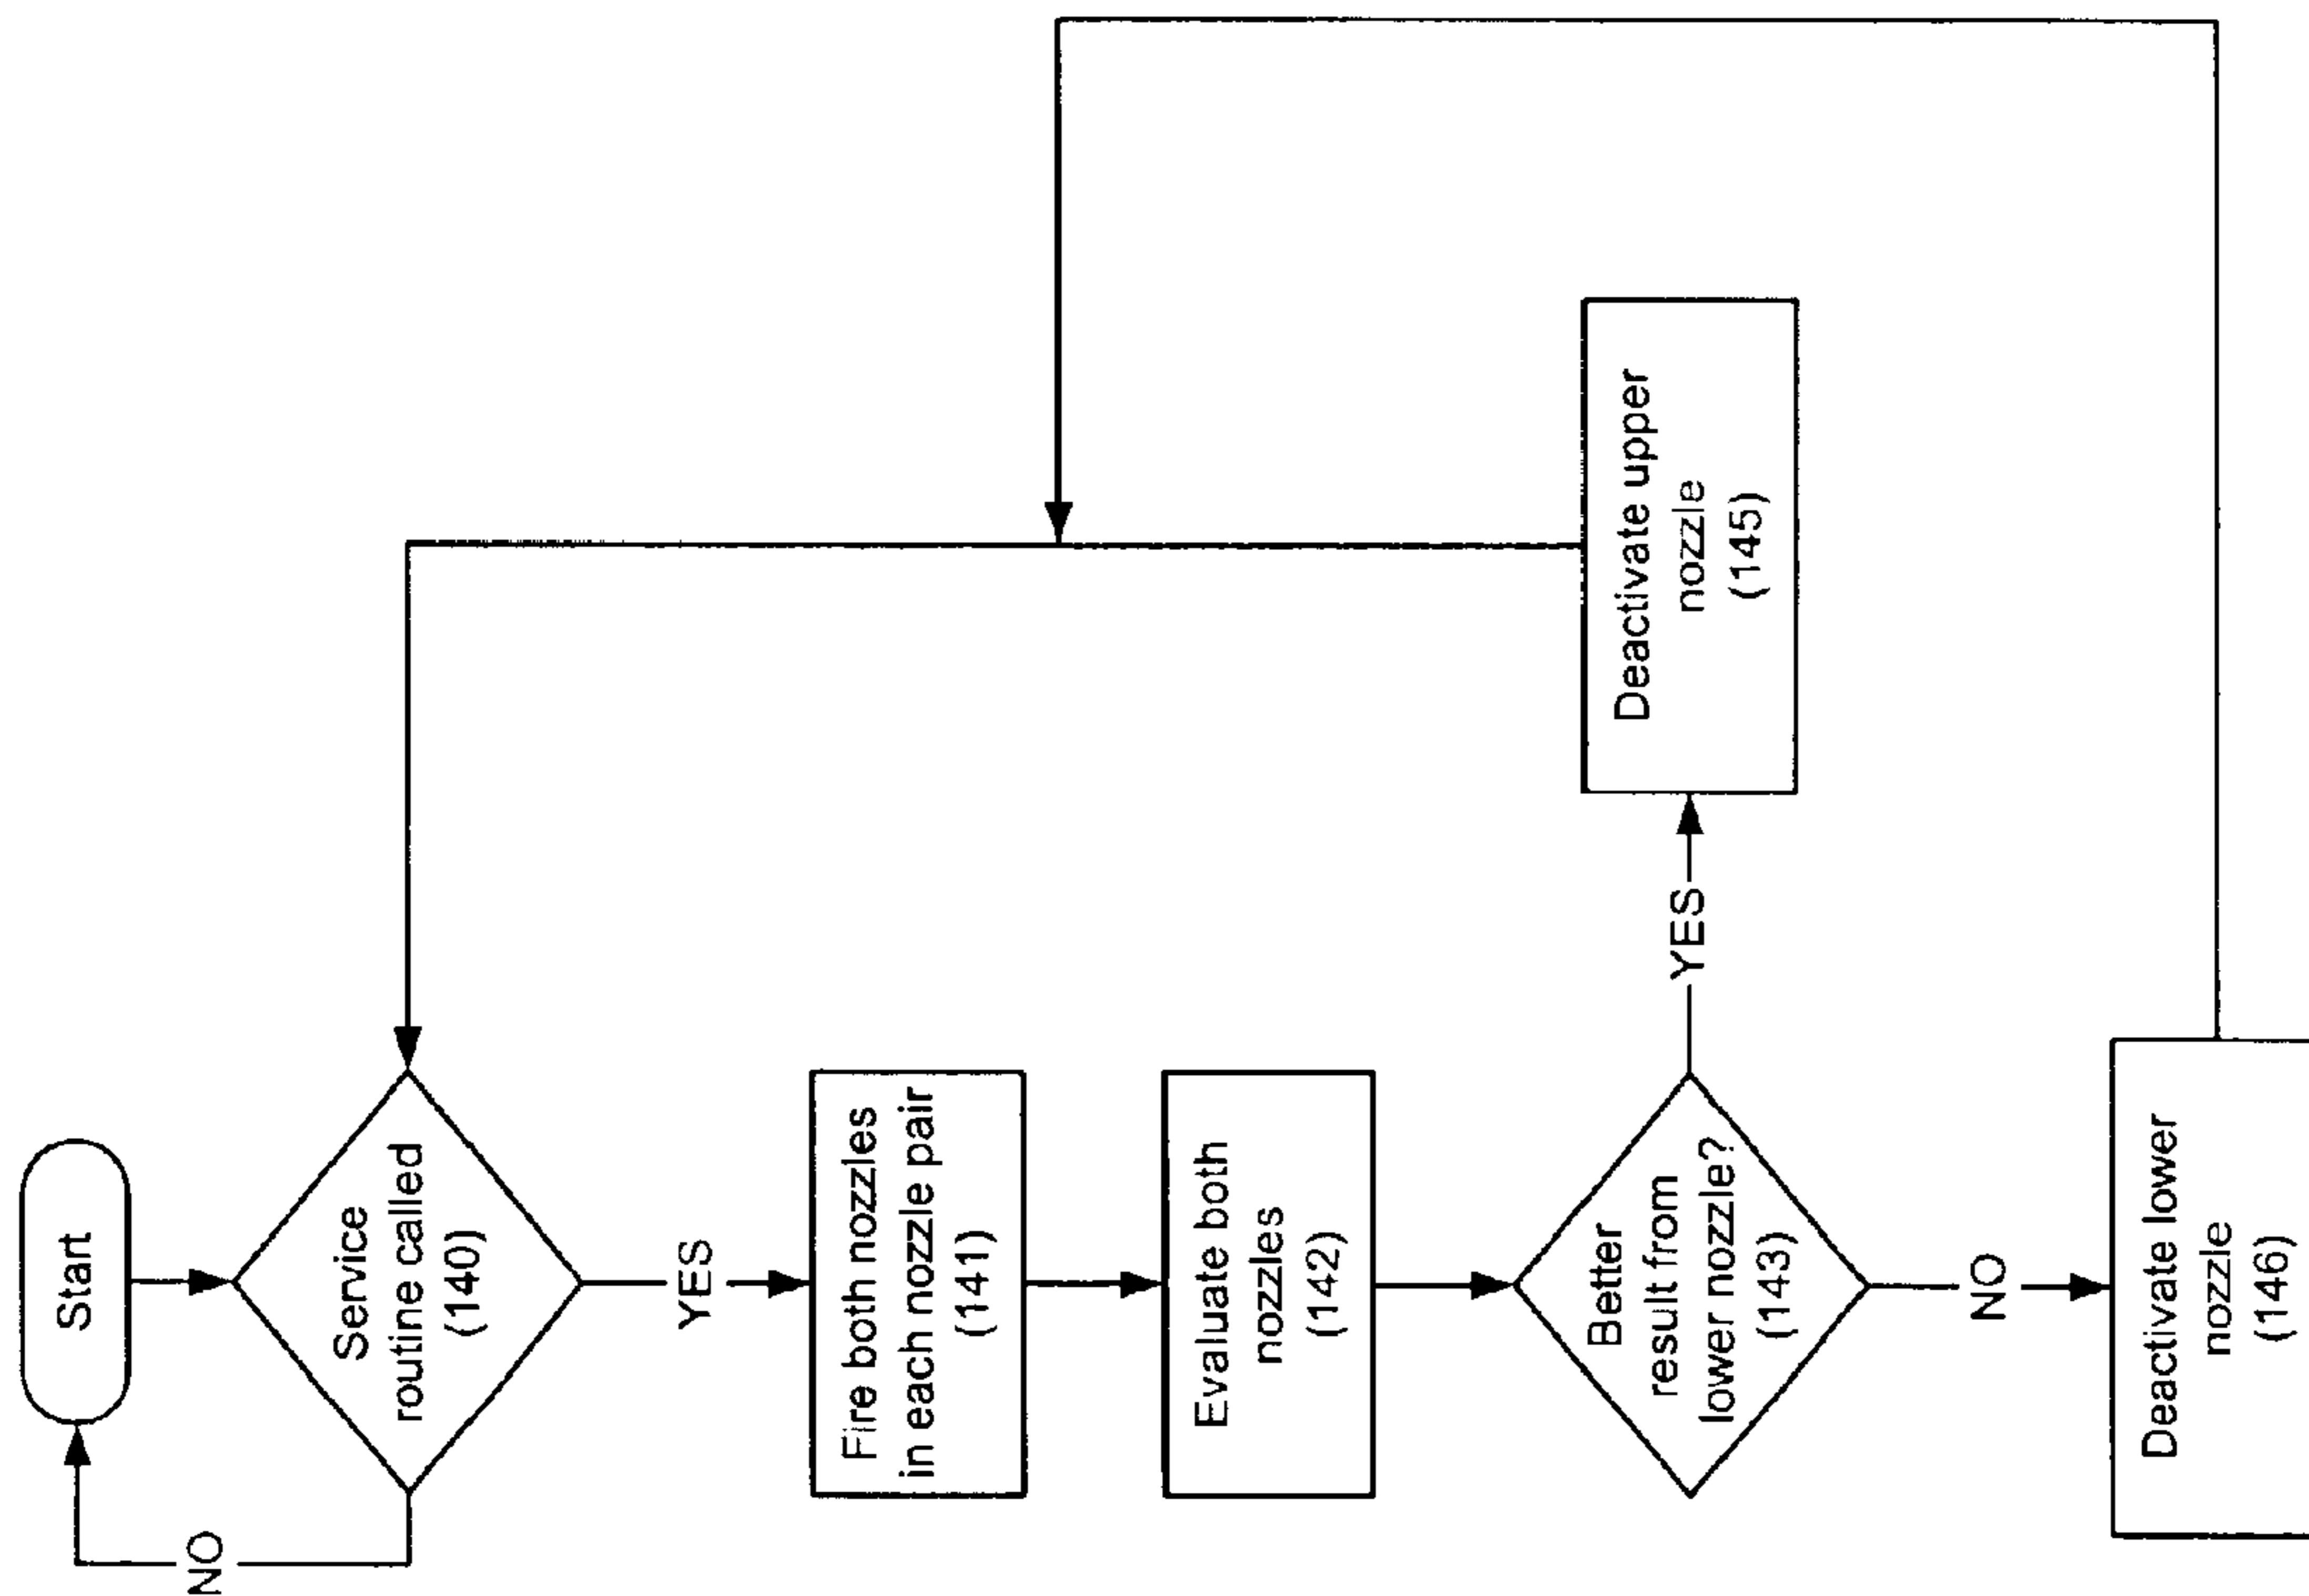 Start
NO
Service
routine called
(140)
YES
Fire both nozzles
in each nozzle pair
(141)
Evaluate both
nozzles
(142)
Better
result from
lower nozzle?
(143)
YES
Deactivate upper
nozzle
(145)
NO
Deactivate lower
nozzle
(146)